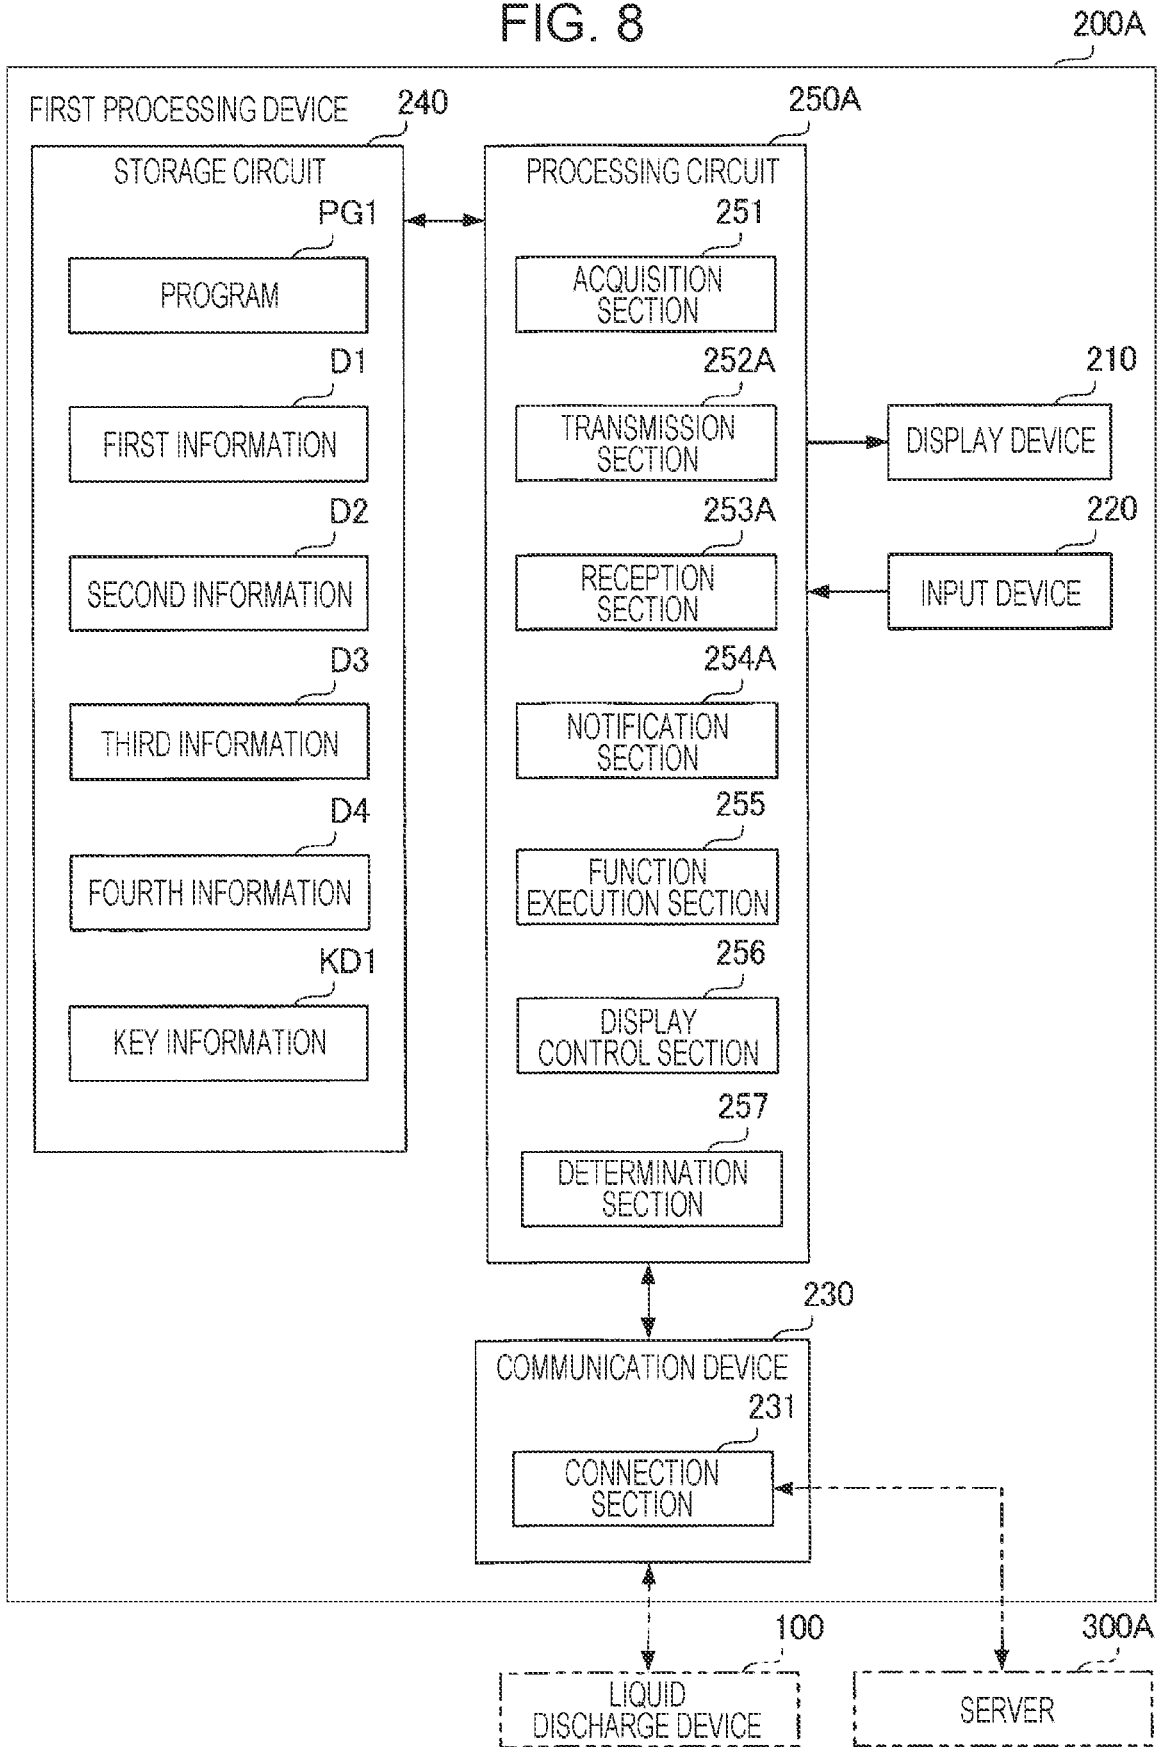 FIG. 8
200A
FIRST PROCESSING DEVICE
240
STORAGE CIRCUIT
PG1
PROGRAM
D1
FIRST INFORMATION
D2
SECOND INFORMATION
D3
THIRD INFORMATION
D4
FOURTH INFORMATION
KD1
KEY INFORMATION
250A
PROCESSING CIRCUIT
251
ACQUISITION
SECTION
252A
TRANSMISSION
SECTION
253A
RECEPTION
SECTION
254A
NOTIFICATION
SECTION
255
FUNCTION
EXECUTION SECTION
256
DISPLAY
CONTROL SECTION
257
DETERMINATION
SECTION
210
DISPLAY DEVICE
220
INPUT DEVICE
230
COMMUNICATION DEVICE
231
CONNECTION
SECTION
100
LIQUID
DISCHARGE DEVICE
300A
SERVER